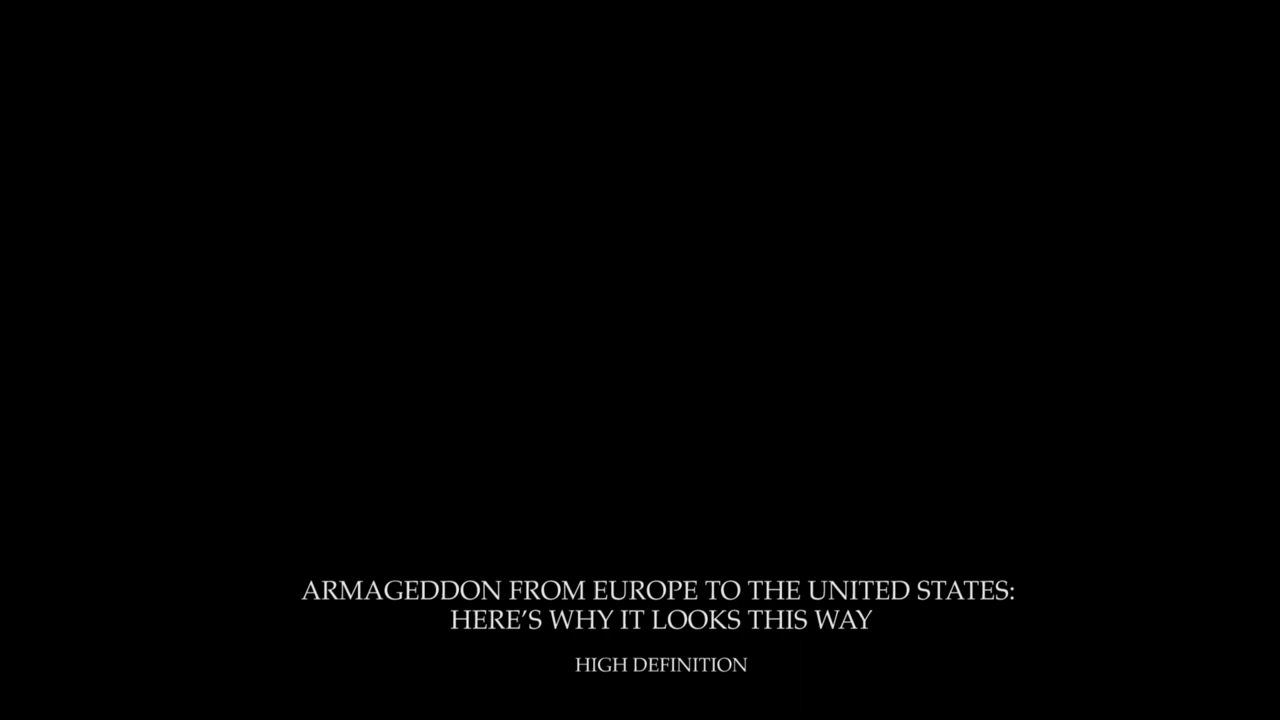 ARMAGEDDON FROM EUROPE TO THE UNITED STATES:
HERE’S WHY IT LOOKS THIS WAY
HIGH DEFINITION